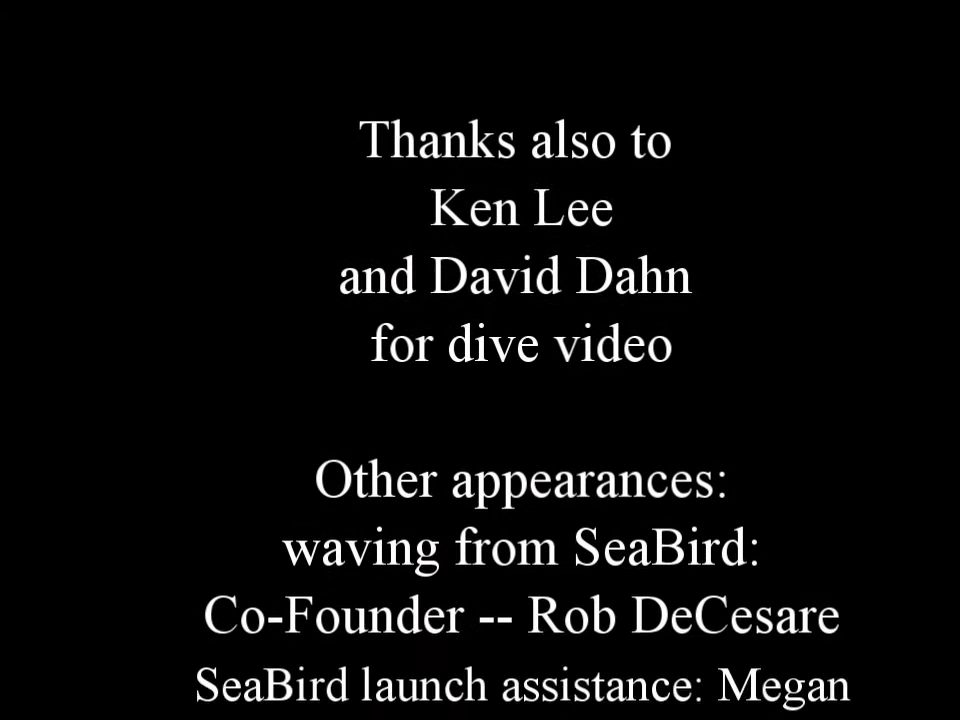 Thanks also to
Ken Lee
and David Dahn
for dive video
Other appearances:
waving from SeaBird:
Co-Founder -- Rob DeCesare
SeaBird launch assistance: Megan